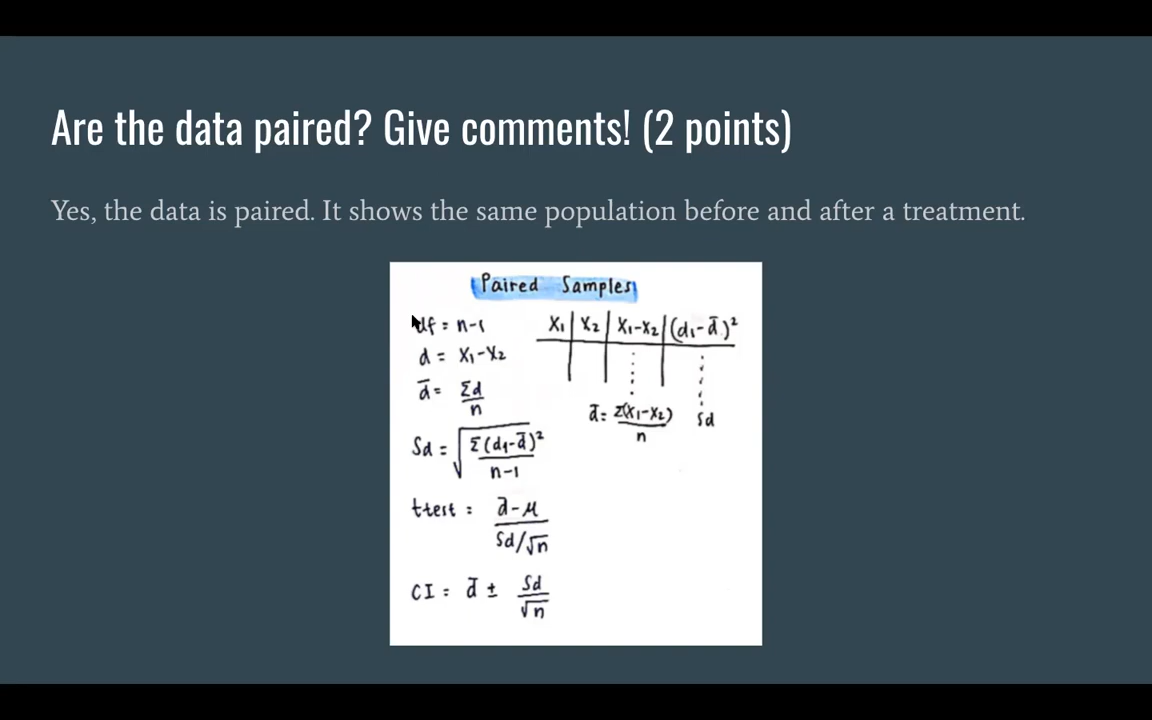 Are the data paired? Give comments! (2 points)
Yes, the data is paired. It shows the same population before and after a treatment.
Paired Samples
df = n-1
d = x₁-x₂
d̄ = Σd/n
Sd = √(Σ(d₁-d̄)²/n-1)
ttest = d̄-μ/Sd/√n
CI = d̄ ± Sd/√n
x₁ | x₂ | x₁-x₂ | (d₁-d̄)²
d̄ = Σ(x₁-x₂)/n
Sd